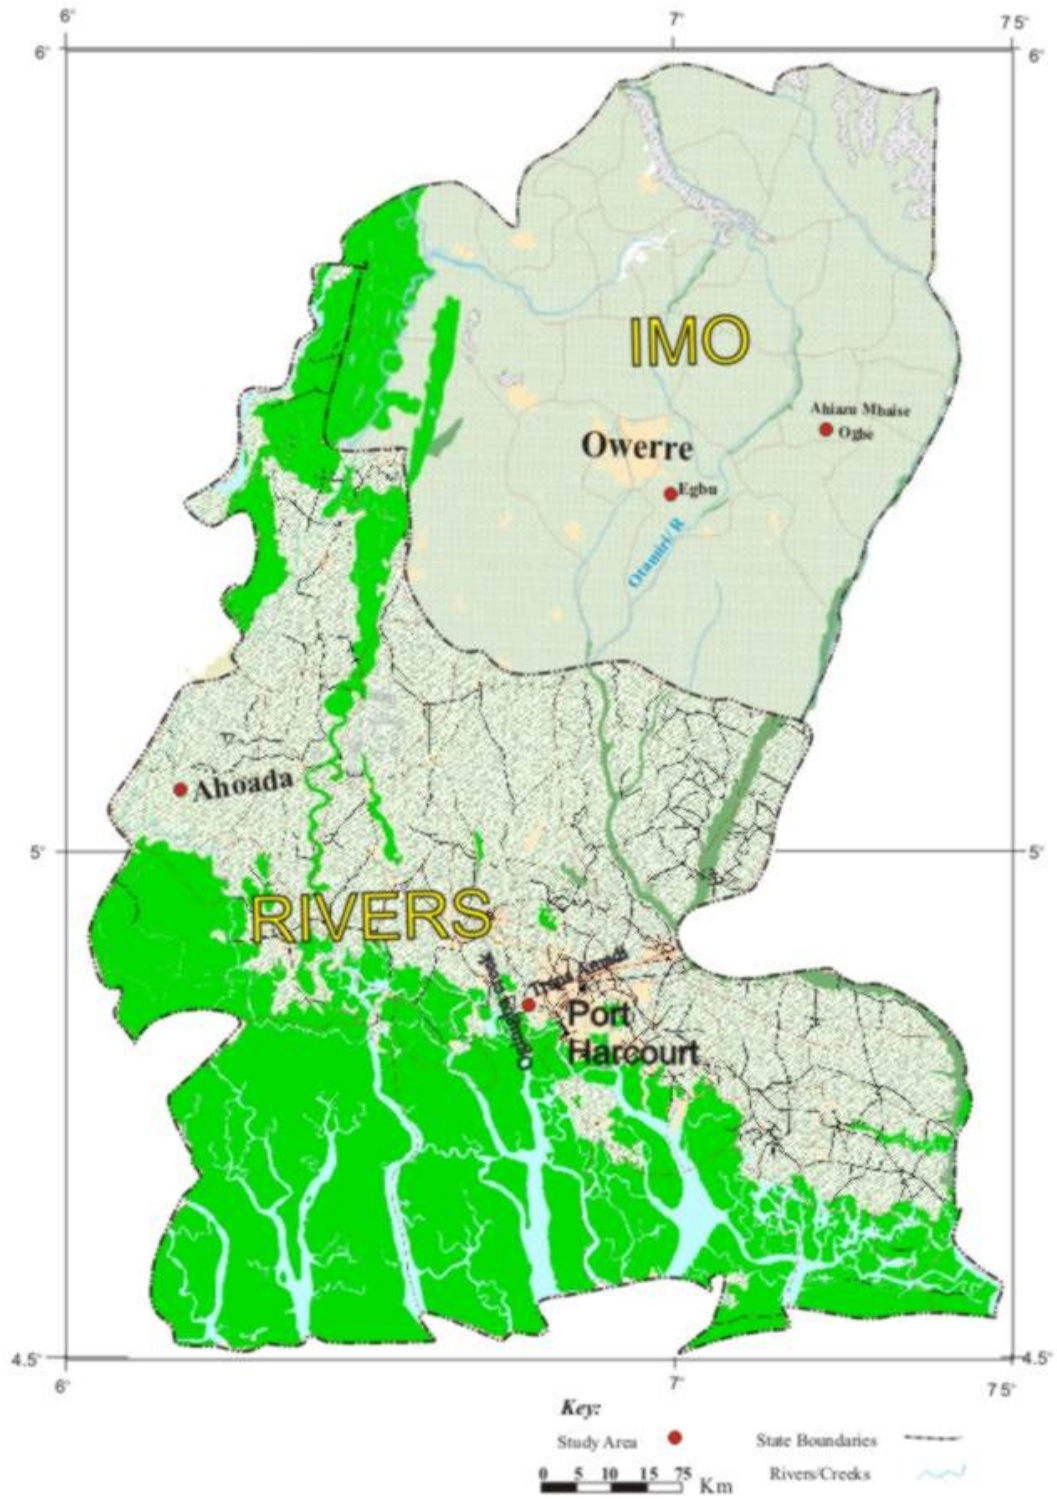 6°
7°
7 5°
6°
6°
IMO
Ahiazu Mbaise
Ogbe
Owerre
Egbu
Otamiri R
Ahoada
5°
5°
RIVERS
Trans Amadi
Port
Harcourt
4.5°
4.5°
6°
7°
7 5°
Key:
Study Area
State Boundaries
0 5 10 15 75 Km
Rivers/Creeks